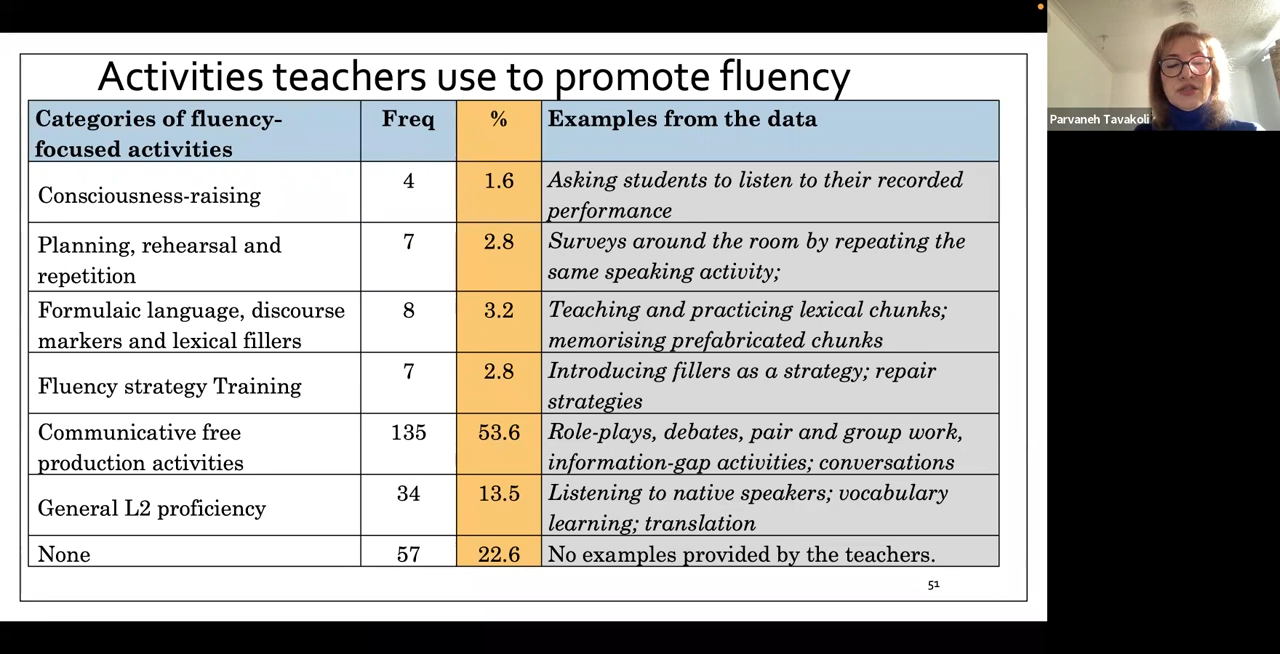 Activities teachers use to promote fluency
Categories of fluency-
focused activities
Freq
%
Examples from the data
Consciousness-raising
4
1.6
Asking students to listen to their recorded
performance
Planning, rehearsal and
repetition
7
2.8
Surveys around the room by repeating the
same speaking activity;
Formulaic language, discourse
markers and lexical fillers
8
3.2
Teaching and practicing lexical chunks;
memorising prefabricated chunks
Fluency strategy Training
7
2.8
Introducing fillers as a strategy; repair
strategies
Communicative free
production activities
135
53.6
Role-plays, debates, pair and group work,
information-gap activities; conversations
General L2 proficiency
34
13.5
Listening to native speakers; vocabulary
learning; translation
None
57
22.6
No examples provided by the teachers.
51
Parvaneh Tavakoli